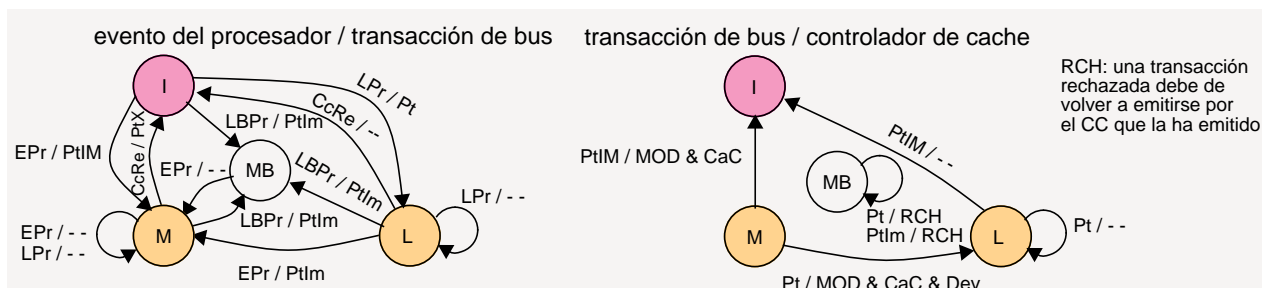 evento del procesador / transacción de bus
I
LPr / Pt
CcRe / --
LBPr / PtIm
EPr / PtIM
CcRe / PtX
EPr / - -
MB
LBPr / PtIm
LPr / - -
LBPr / PtIm
EPr / - -
LPr / - -
M
L
EPr / PtIm
transacción de bus / controlador de cache
I
RCH: una transacción
rechazada debe de
volver a emitirse por
el CC que la ha emitido
PtIM / MOD & CaC
PtIM / - -
MB
Pt / RCH
PtIm / RCH
M
L
Pt / - -
Pt / MOD & CaC & Dev